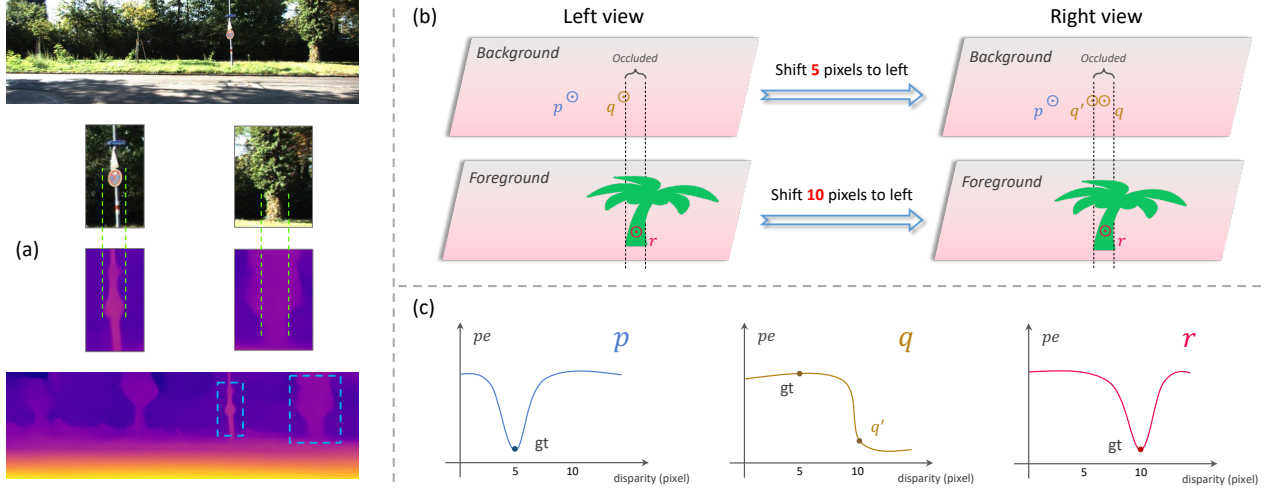 (a)
(b)
Left view
Right view
Background
Occluded
p
q
Shift 5 pixels to left
Background
Occluded
p
q′
q
Foreground
r
Shift 10 pixels to left
Foreground
r
(c)
pe
p
gt
5
10
disparity (pixel)
pe
q
gt
q′
5
10
disparity (pixel)
pe
r
gt
5
10
disparity (pixel)